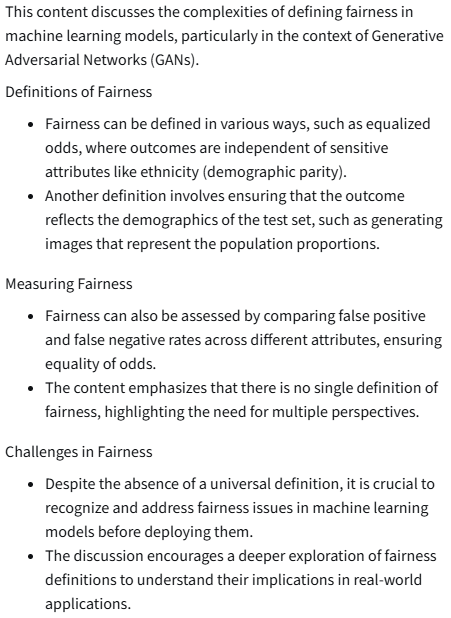 This content discusses the complexities of defining fairness in
machine learning models, particularly in the context of Generative
Adversarial Networks (GANs).
Definitions of Fairness
• Fairness can be defined in various ways, such as equalized
odds, where outcomes are independent of sensitive
attributes like ethnicity (demographic parity).
• Another definition involves ensuring that the outcome
reflects the demographics of the test set, such as generating
images that represent the population proportions.
Measuring Fairness
• Fairness can also be assessed by comparing false positive
and false negative rates across different attributes, ensuring
equality of odds.
• The content emphasizes that there is no single definition of
fairness, highlighting the need for multiple perspectives.
Challenges in Fairness
• Despite the absence of a universal definition, it is crucial to
recognize and address fairness issues in machine learning
models before deploying them.
• The discussion encourages a deeper exploration of fairness
definitions to understand their implications in real-world
applications.